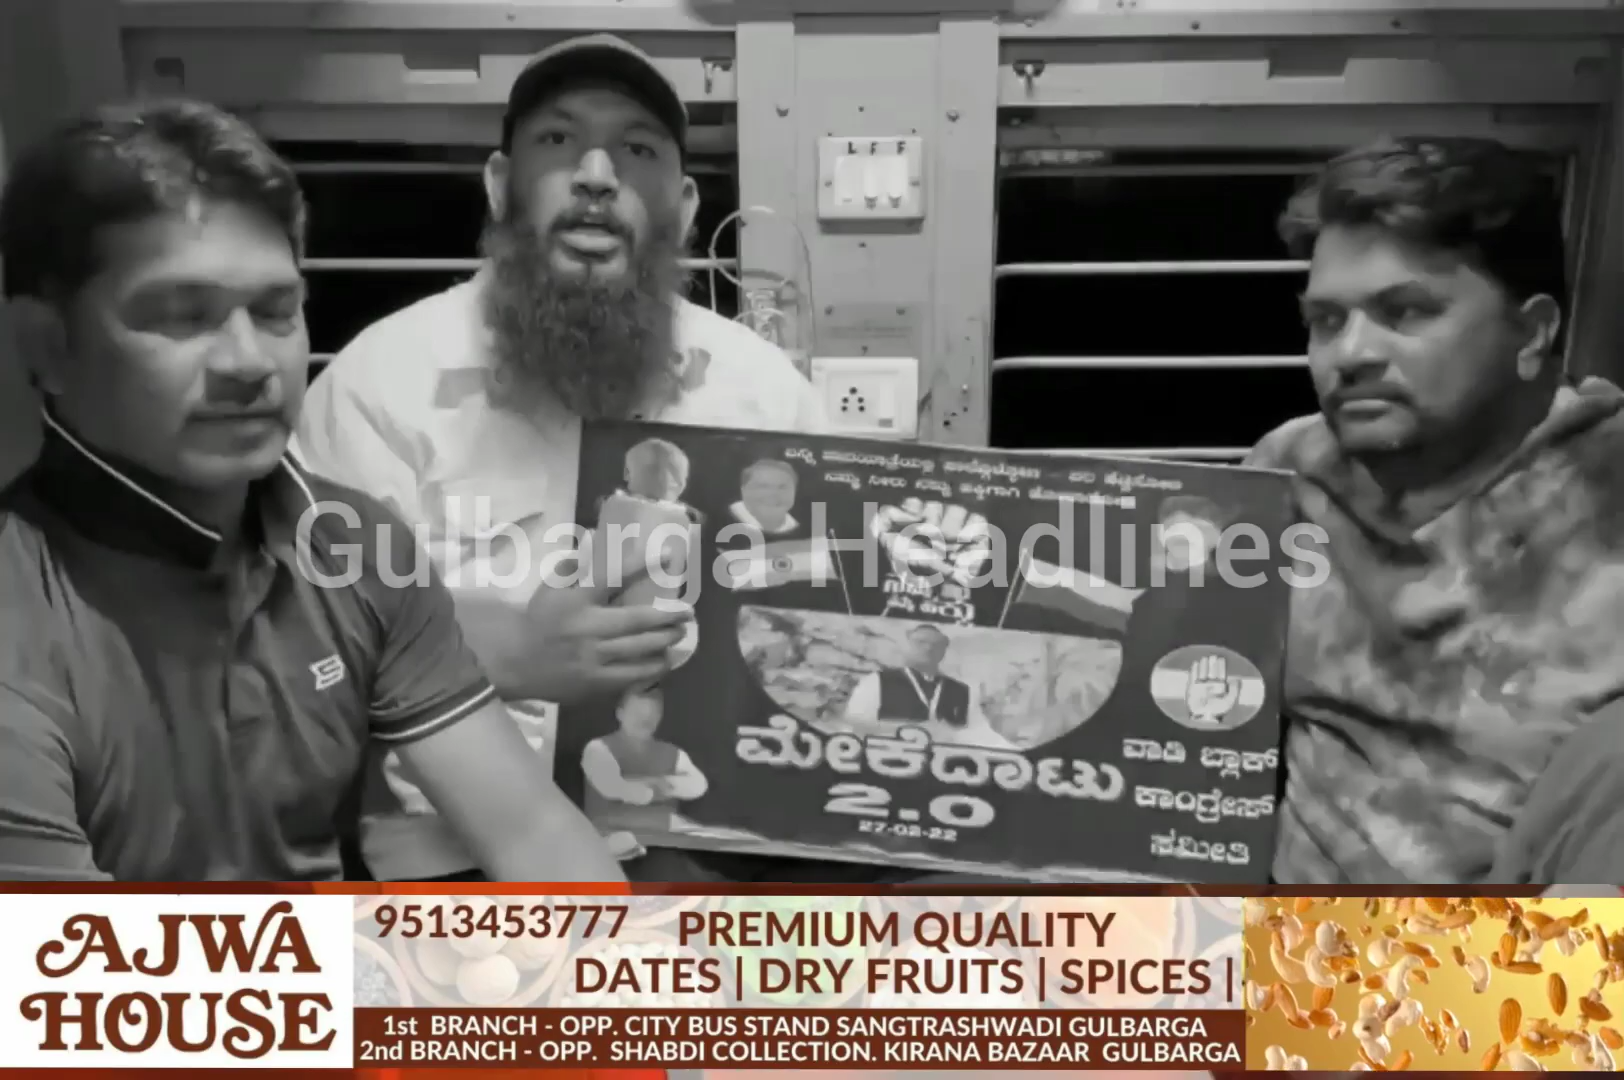 L F F
Gulbarga Headlines
ಮೇಕೆದಾಟು
2.0
27-02-22
ವಾಡಿ ಬ್ಲಾಕ್
ಕಾಂಗ್ರೇಸ್
ಸಮೀತಿ
AJWA
HOUSE
9513453777
PREMIUM QUALITY
DATES | DRY FRUITS | SPICES |
1st BRANCH - OPP. CITY BUS STAND SANGTRASHWADI GULBARGA
2nd BRANCH - OPP. SHABDI COLLECTION. KIRANA BAZAAR GULBARGA